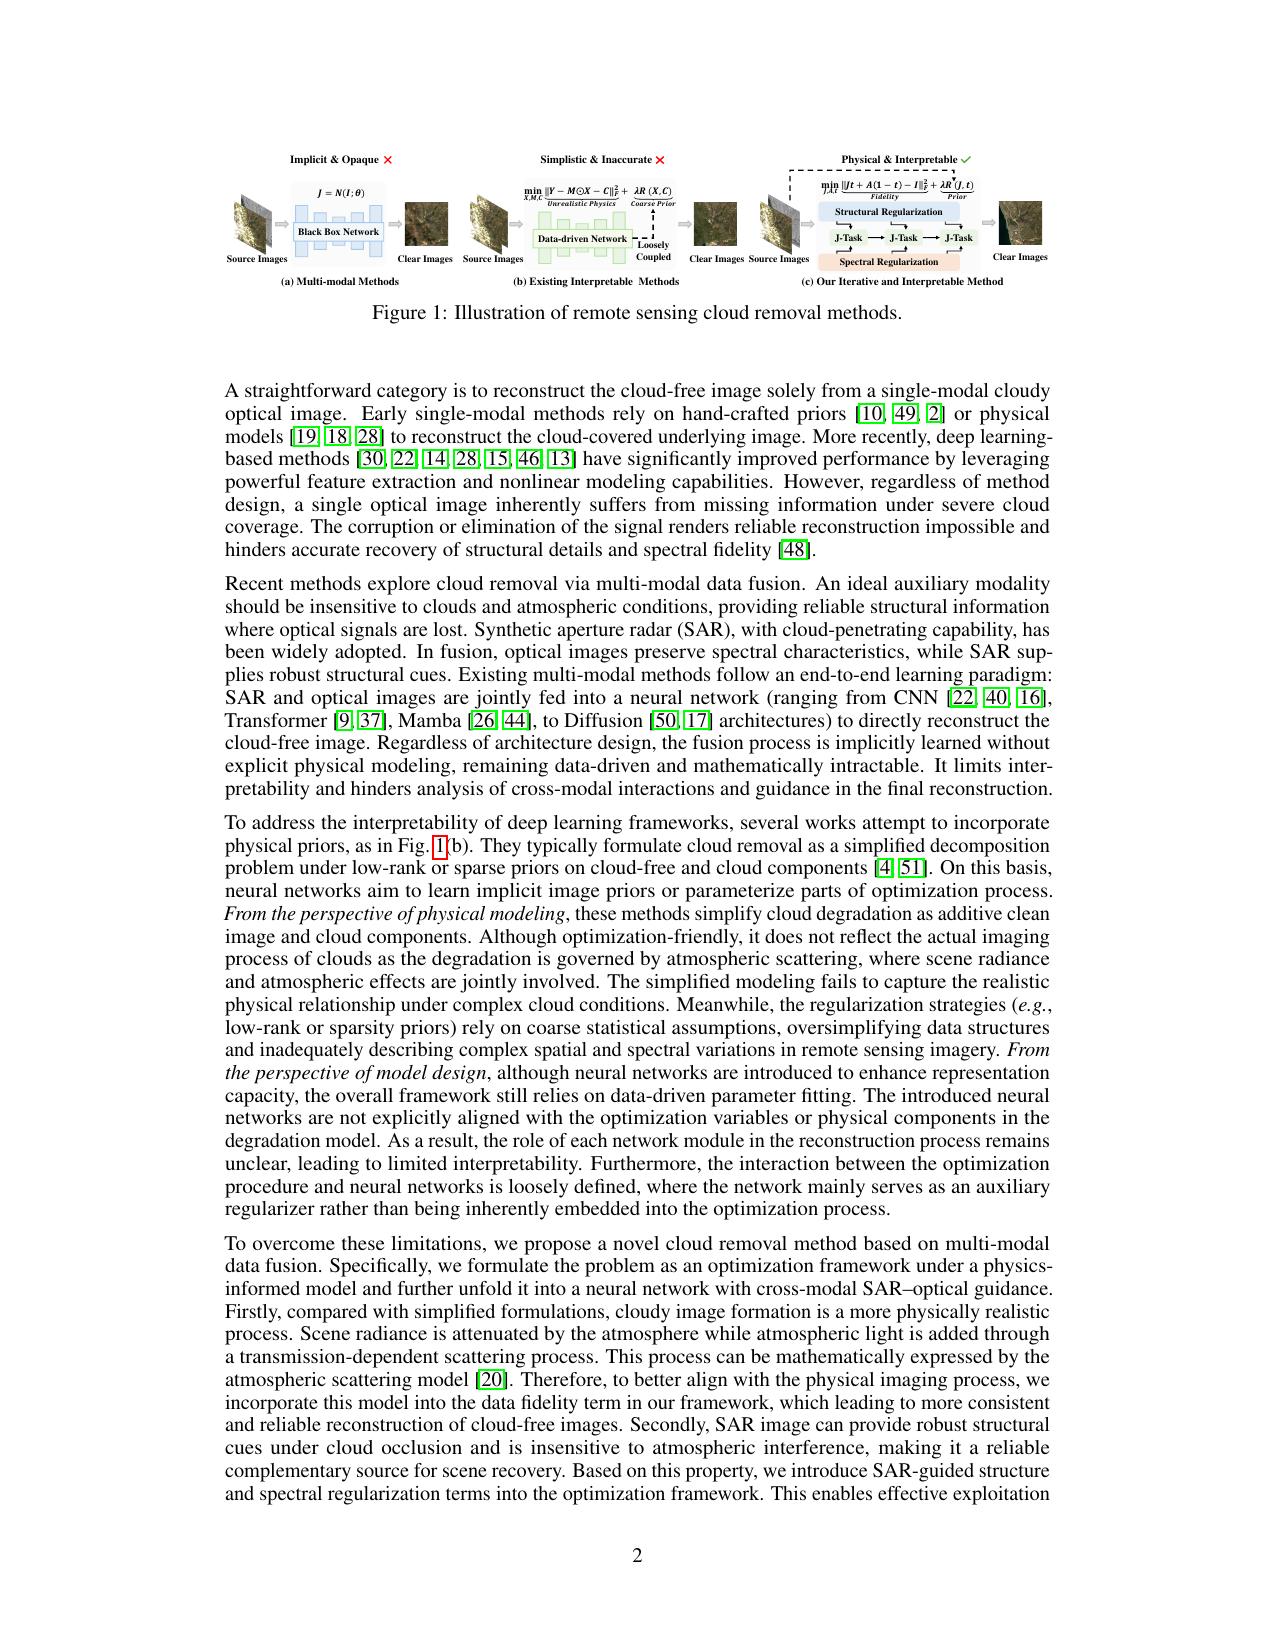 Implicit & Opaque ✕
J = N(I; θ)
Black Box Network
Source Images
Clear Images
(a) Multi-modal Methods
Simplistic & Inaccurate ✕
min X,M,C ‖Y − M⊙X − C‖²_F + λR (X, C)
Unrealistic Physics
Coarse Prior
Data-driven Network
Loosely
Coupled
Source Images
Clear Images
(b) Existing Interpretable Methods
Physical & Interpretable ✓
min J,A,t ‖Jt + A(1 − t) − I‖²_F + λR (J, t)
Fidelity
Prior
Structural Regularization
J-Task
J-Task
J-Task
Spectral Regularization
Source Images
Clear Images
(c) Our Iterative and Interpretable Method
Figure 1: Illustration of remote sensing cloud removal methods.
A straightforward category is to reconstruct the cloud-free image solely from a single-modal cloudy
optical image. Early single-modal methods rely on hand-crafted priors [10, 49, 2] or physical
models [19, 18, 28] to reconstruct the cloud-covered underlying image. More recently, deep learning-
based methods [30, 22, 14, 28, 15, 46, 13] have significantly improved performance by leveraging
powerful feature extraction and nonlinear modeling capabilities. However, regardless of method
design, a single optical image inherently suffers from missing information under severe cloud
coverage. The corruption or elimination of the signal renders reliable reconstruction impossible and
hinders accurate recovery of structural details and spectral fidelity [48].
Recent methods explore cloud removal via multi-modal data fusion. An ideal auxiliary modality
should be insensitive to clouds and atmospheric conditions, providing reliable structural information
where optical signals are lost. Synthetic aperture radar (SAR), with cloud-penetrating capability, has
been widely adopted. In fusion, optical images preserve spectral characteristics, while SAR sup-
plies robust structural cues. Existing multi-modal methods follow an end-to-end learning paradigm:
SAR and optical images are jointly fed into a neural network (ranging from CNN [22, 40, 16],
Transformer [9, 37], Mamba [26, 44], to Diffusion [50, 17] architectures) to directly reconstruct the
cloud-free image. Regardless of architecture design, the fusion process is implicitly learned without
explicit physical modeling, remaining data-driven and mathematically intractable. It limits inter-
pretability and hinders analysis of cross-modal interactions and guidance in the final reconstruction.
To address the interpretability of deep learning frameworks, several works attempt to incorporate
physical priors, as in Fig. 1(b). They typically formulate cloud removal as a simplified decomposition
problem under low-rank or sparse priors on cloud-free and cloud components [4, 51]. On this basis,
neural networks aim to learn implicit image priors or parameterize parts of optimization process.
From the perspective of physical modeling, these methods simplify cloud degradation as additive clean
image and cloud components. Although optimization-friendly, it does not reflect the actual imaging
process of clouds as the degradation is governed by atmospheric scattering, where scene radiance
and atmospheric effects are jointly involved. The simplified modeling fails to capture the realistic
physical relationship under complex cloud conditions. Meanwhile, the regularization strategies (e.g.,
low-rank or sparsity priors) rely on coarse statistical assumptions, oversimplifying data structures
and inadequately describing complex spatial and spectral variations in remote sensing imagery. From
the perspective of model design, although neural networks are introduced to enhance representation
capacity, the overall framework still relies on data-driven parameter fitting. The introduced neural
networks are not explicitly aligned with the optimization variables or physical components in the
degradation model. As a result, the role of each network module in the reconstruction process remains
unclear, leading to limited interpretability. Furthermore, the interaction between the optimization
procedure and neural networks is loosely defined, where the network mainly serves as an auxiliary
regularizer rather than being inherently embedded into the optimization process.
To overcome these limitations, we propose a novel cloud removal method based on multi-modal
data fusion. Specifically, we formulate the problem as an optimization framework under a physics-
informed model and further unfold it into a neural network with cross-modal SAR–optical guidance.
Firstly, compared with simplified formulations, cloudy image formation is a more physically realistic
process. Scene radiance is attenuated by the atmosphere while atmospheric light is added through
a transmission-dependent scattering process. This process can be mathematically expressed by the
atmospheric scattering model [20]. Therefore, to better align with the physical imaging process, we
incorporate this model into the data fidelity term in our framework, which leading to more consistent
and reliable reconstruction of cloud-free images. Secondly, SAR image can provide robust structural
cues under cloud occlusion and is insensitive to atmospheric interference, making it a reliable
complementary source for scene recovery. Based on this property, we introduce SAR-guided structure
and spectral regularization terms into the optimization framework. This enables effective exploitation
2